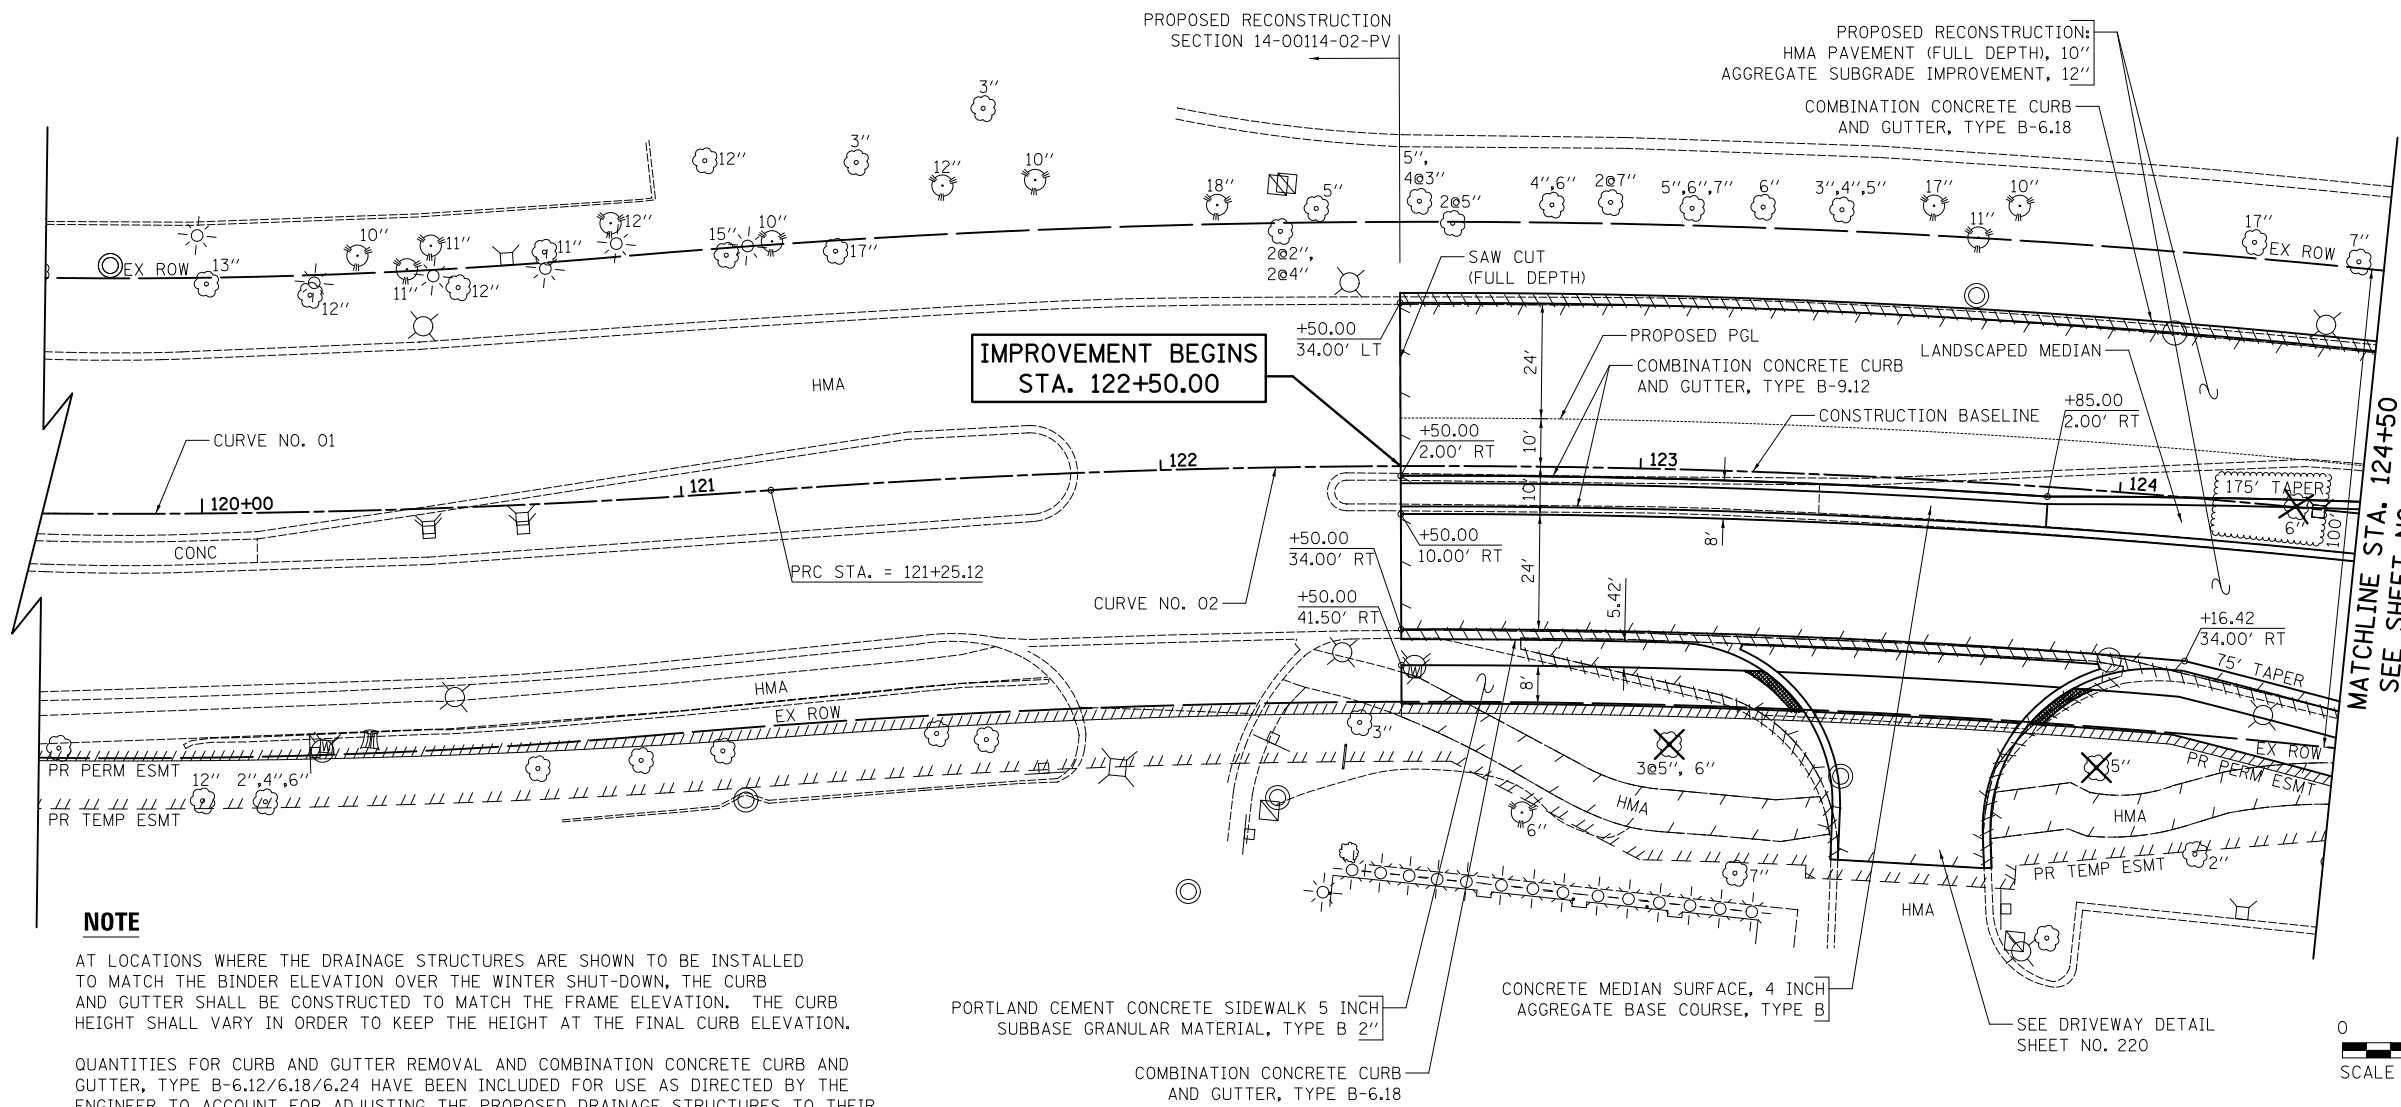 PROPOSED RECONSTRUCTION
SECTION 14-00114-02-PV
PROPOSED RECONSTRUCTION:
HMA PAVEMENT (FULL DEPTH), 10"
AGGREGATE SUBGRADE IMPROVEMENT, 12"
COMBINATION CONCRETE CURB
AND GUTTER, TYPE B-6.18
3"
3"
12"
12"
10"
18"
5"
5",
4@3"
2@5"
4",6"
2@7"
5",6",7"
6"
3",4",5"
17"
10"
11"
17"
7"
EX ROW
12"
10"
11"
11"
15"
10"
17"
2@2",
2@4"
EX ROW
13"
12"
11"
12"
SAW CUT
(FULL DEPTH)
+50.00
34.00' LT
IMPROVEMENT BEGINS
STA. 122+50.00
24'
PROPOSED PGL
LANDSCAPED MEDIAN
COMBINATION CONCRETE CURB
AND GUTTER, TYPE B-9.12
HMA
+85.00
2.00' RT
CONSTRUCTION BASELINE
10'
+50.00
2.00' RT
CURVE NO. 01
122
123
124
121
120+00
10'
175' TAPER
6"
100'
MATCHLINE STA. 124+50
SEE SHEET NO.
CONC
+50.00
34.00' RT
+50.00
10.00' RT
8'
PRC STA. = 121+25.12
24'
CURVE NO. 02
+50.00
41.50' RT
5.42'
+16.42
34.00' RT
75' TAPER
HMA
8'
EX ROW
3"
EX ROW
PR PERM ESMT
PR PERM ESMT
12"
2",4",6"
3@5", 6"
5"
PR TEMP ESMT
HMA
HMA
6"
7"
PR TEMP ESMT
2"
HMA
NOTE
AT LOCATIONS WHERE THE DRAINAGE STRUCTURES ARE SHOWN TO BE INSTALLED
TO MATCH THE BINDER ELEVATION OVER THE WINTER SHUT-DOWN, THE CURB
AND GUTTER SHALL BE CONSTRUCTED TO MATCH THE FRAME ELEVATION.  THE CURB
HEIGHT SHALL VARY IN ORDER TO KEEP THE HEIGHT AT THE FINAL CURB ELEVATION.
QUANTITIES FOR CURB AND GUTTER REMOVAL AND COMBINATION CONCRETE CURB AND
GUTTER, TYPE B-6.12/6.18/6.24 HAVE BEEN INCLUDED FOR USE AS DIRECTED BY THE
ENGINEER TO ACCOUNT FOR ADJUSTING THE PROPOSED DRAINAGE STRUCTURES TO THEIR
PORTLAND CEMENT CONCRETE SIDEWALK 5 INCH
SUBBASE GRANULAR MATERIAL, TYPE B 2"
COMBINATION CONCRETE CURB
AND GUTTER, TYPE B-6.18
CONCRETE MEDIAN SURFACE, 4 INCH
AGGREGATE BASE COURSE, TYPE B
SEE DRIVEWAY DETAIL
SHEET NO. 220
0
SCALE